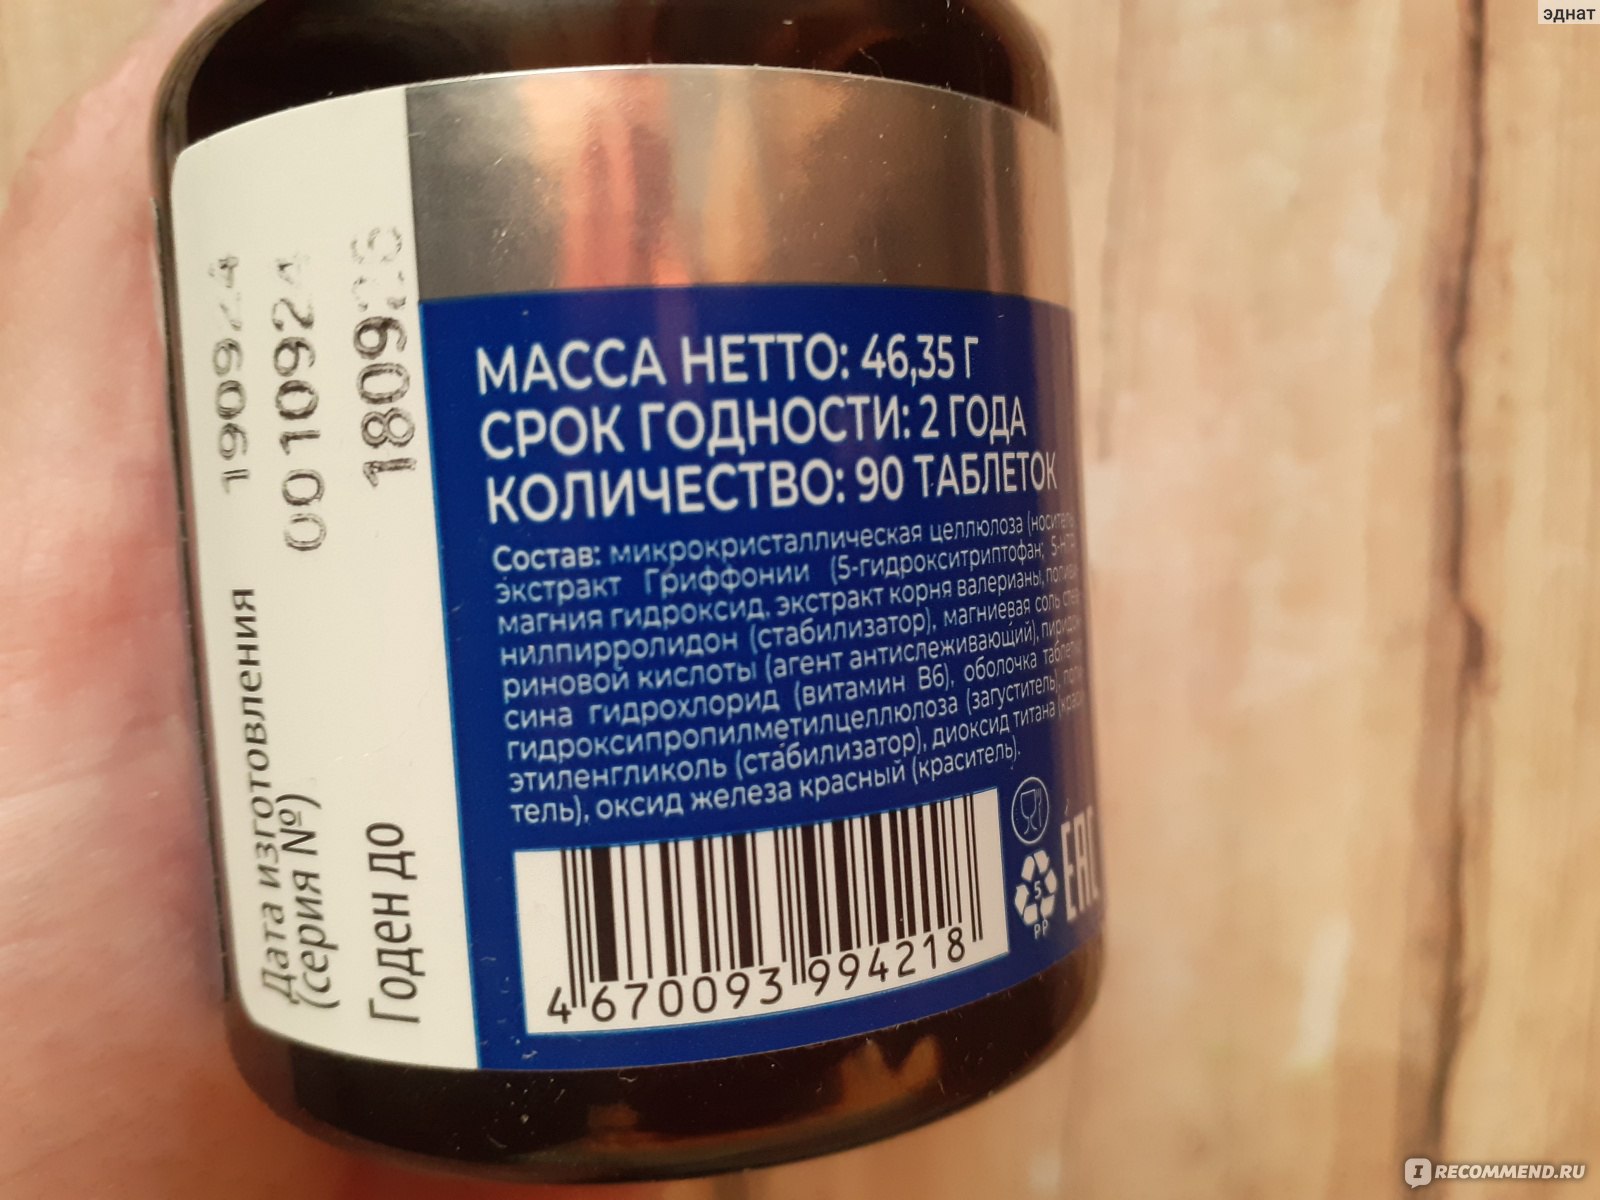 эднат
Дата изготовления 190924
(серия №) 001092
Годен до 1809
МАССА НЕТТО: 46,35 Г
СРОК ГОДНОСТИ: 2 ГОДА
КОЛИЧЕСТВО: 90 ТАБЛЕТОК
Состав: микрокристаллическая целлюлоза (носитель,
экстракт Гриффонии (5-гидрокситриптофан; 5-HTP
магния гидроксид, экстракт корня валерианы, поливи
нилпирролидон (стабилизатор), магниевая соль стеа
риновой кислоты (агент антислеживающий), пиридок
сина гидрохлорид (витамин В6), оболочка таблетки
гидроксипропилметилцеллюлоза (загуститель), поли
этиленгликоль (стабилизатор), диоксид титана (краси
тель), оксид железа красный (краситель).
4 670093 994218
5
PP
EAC
IRECOMMEND.RU